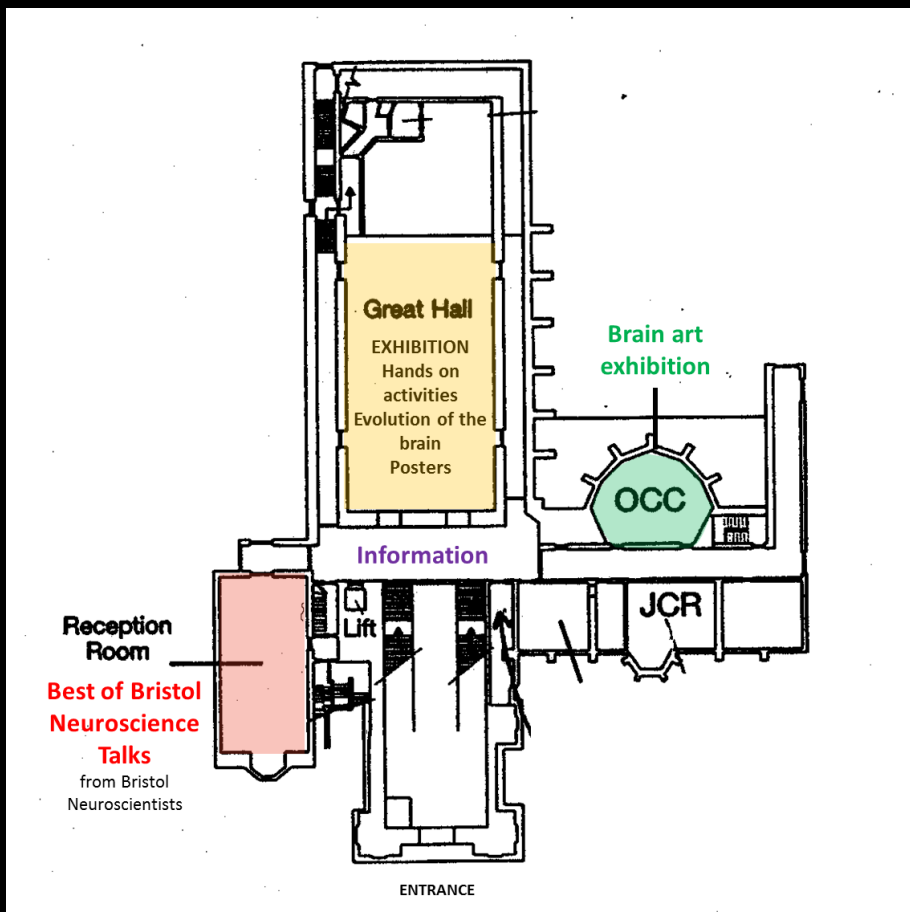 Great Hall
EXHIBITION
Hands on
activities
Evolution of the
brain
Posters
Brain art
exhibition
OCC
Information
Lift
JCR
Reception
Room
Best of Bristol
Neuroscience
Talks
from Bristol
Neuroscientists
ENTRANCE